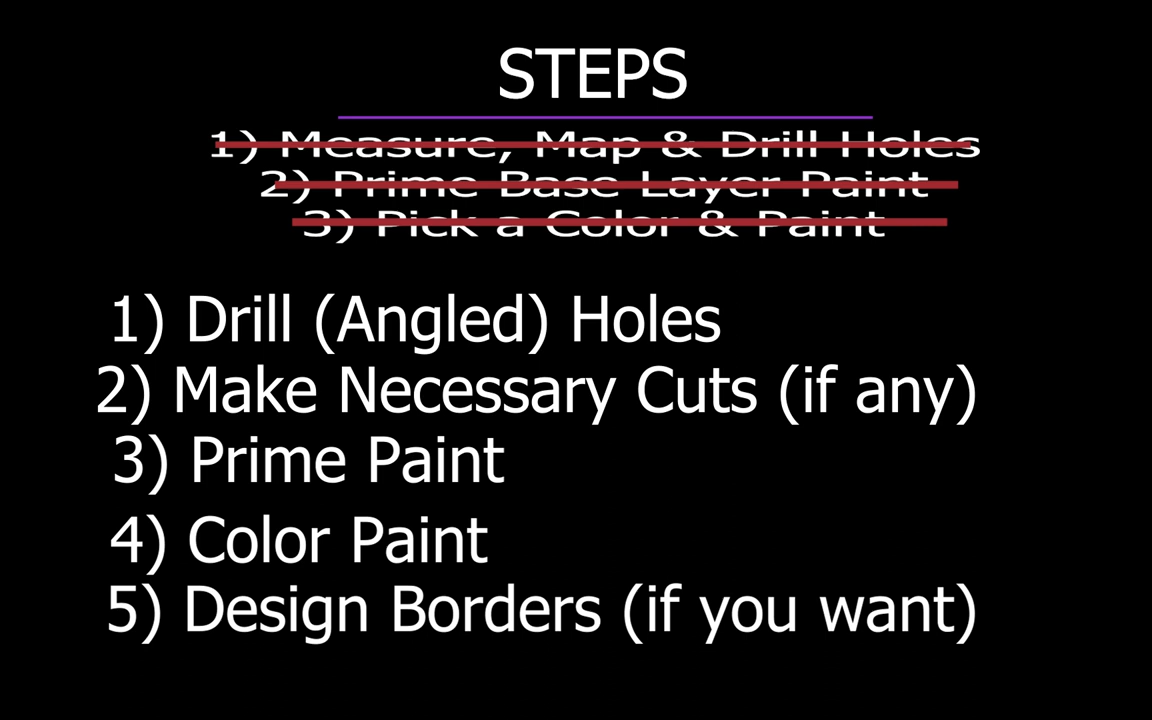 STEPS
1) Measure, Map & Drill Holes
2) Prime Base Layer Paint
3) Pick a Color & Paint
1) Drill (Angled) Holes
2) Make Necessary Cuts (if any)
3) Prime Paint
4) Color Paint
5) Design Borders (if you want)